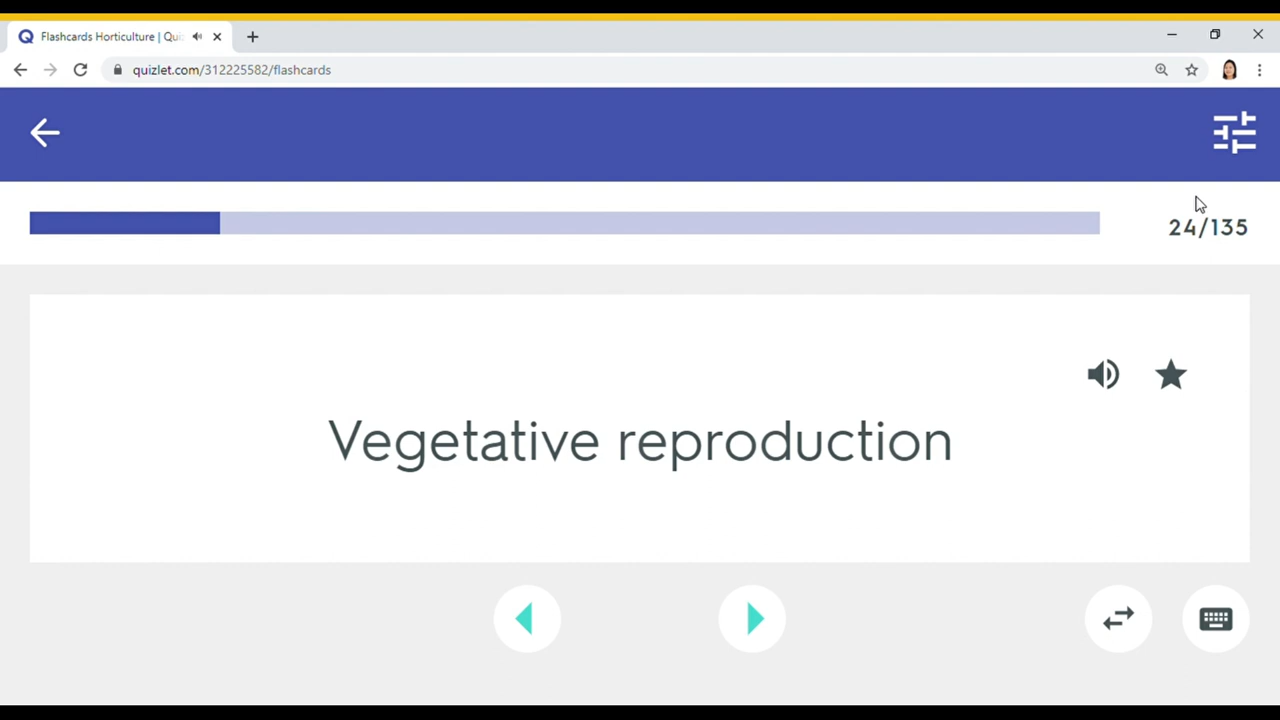 Flashcards Horticulture | Qui
quizlet.com/312225582/flashcards
24/135
Vegetative reproduction